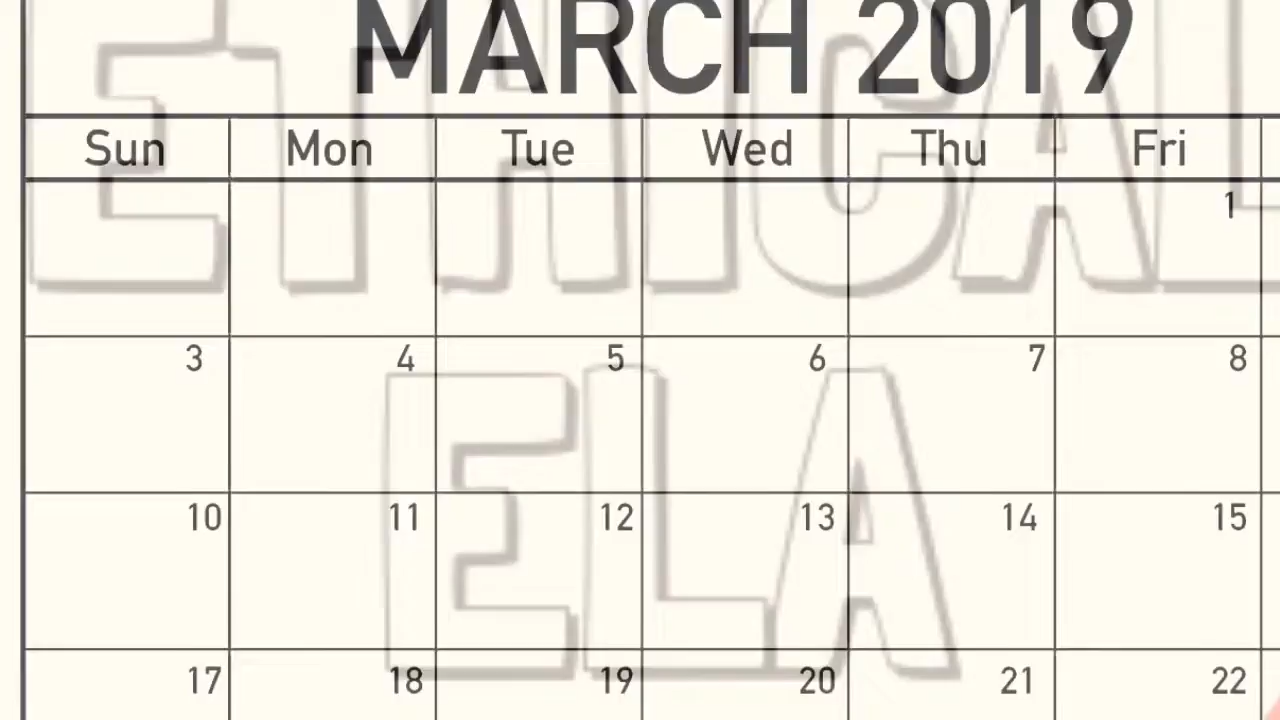 MARCH 2019
ETHICAL
Sun Mon Tue Wed Thu Fri
1
3 4 5 6 7 8
ELA
10 11 12 13 14 15
17 18 19 20 21 22